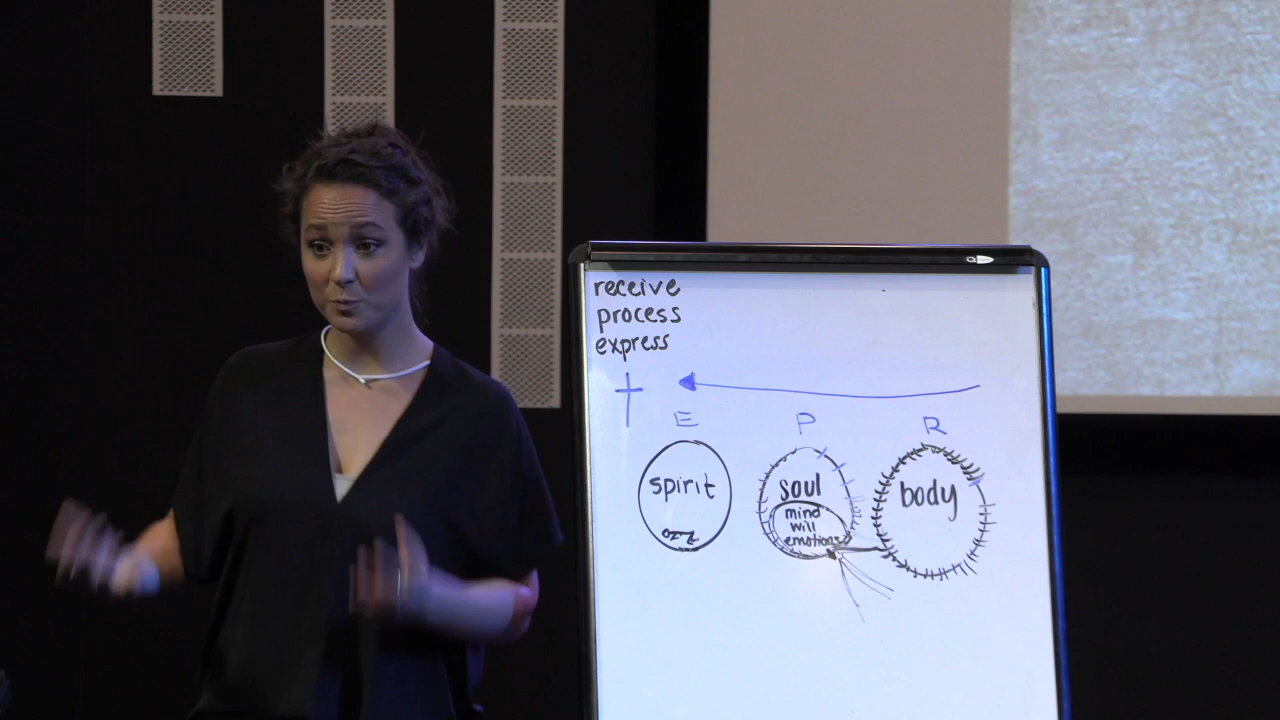 receive
process
express
E P R
spirit
soul
body
mind
will
emotions